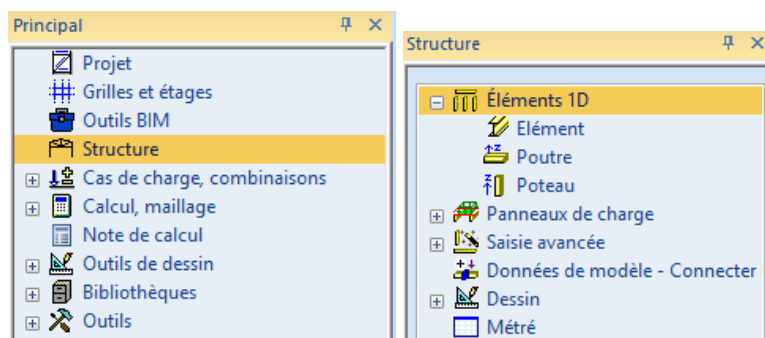 Principal
Projet
Grilles et étages
Outils BIM
Structure
Cas de charge, combinaisons
Calcul, maillage
Note de calcul
Outils de dessin
Bibliothèques
Outils
Structure
Éléments 1D
Elément
Poutre
Poteau
Panneaux de charge
Saisie avancée
Données de modèle - Connecter
Dessin
Métré